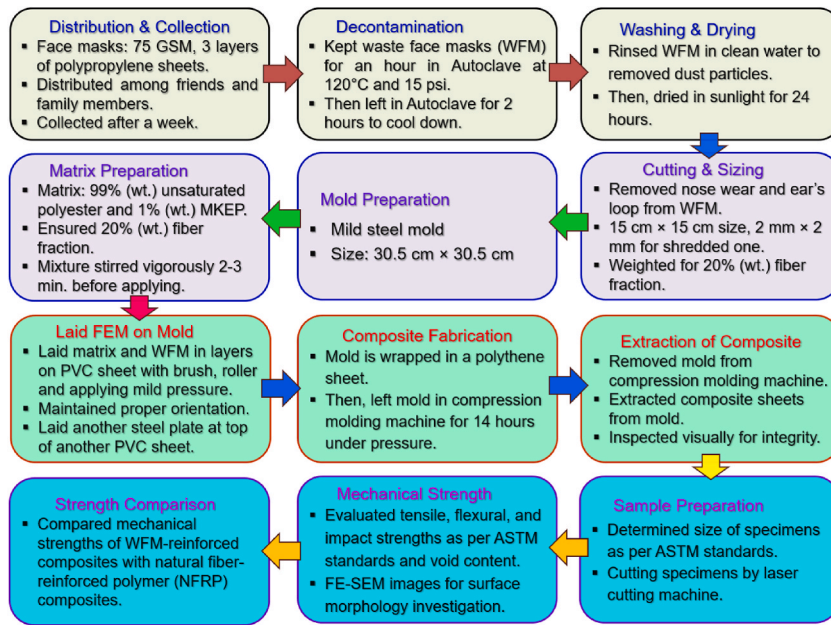 Distribution & Collection
▪ Face masks: 75 GSM, 3 layers
of polypropylene sheets.
▪ Distributed among friends and
family members.
▪ Collected after a week.
Decontamination
▪ Kept waste face masks (WFM)
for an hour in Autoclave at
120°C and 15 psi.
▪ Then left in Autoclave for 2
hours to cool down.
Washing & Drying
▪ Rinsed WFM in clean water to
removed dust particles.
▪ Then, dried in sunlight for 24
hours.
Matrix Preparation
▪ Matrix: 99% (wt.) unsaturated
polyester and 1% (wt.) MKEP.
▪ Ensured 20% (wt.) fiber
fraction.
▪ Mixture stirred vigorously 2-3
min. before applying.
Mold Preparation
▪ Mild steel mold
▪ Size: 30.5 cm × 30.5 cm
Cutting & Sizing
▪ Removed nose wear and ear's
loop from WFM.
▪ 15 cm × 15 cm size, 2 mm × 2
mm for shredded one.
▪ Weighted for 20% (wt.) fiber
fraction.
Laid FEM on Mold
▪ Laid matrix and WFM in layers
on PVC sheet with brush, roller
and applying mild pressure.
▪ Maintained proper orientation.
▪ Laid another steel plate at top
of another PVC sheet.
Composite Fabrication
▪ Mold is wrapped in a polythene
sheet.
▪ Then, left mold in compression
molding machine for 14 hours
under pressure.
Extraction of Composite
▪ Removed mold from
compression molding machine.
▪ Extracted composite sheets
from mold.
▪ Inspected visually for integrity.
Strength Comparison
▪ Compared mechanical
strengths of WFM-reinforced
composites with natural fiber-
reinforced polymer (NFRP)
composites.
Mechanical Strength
▪ Evaluated tensile, flexural, and
impact strengths as per ASTM
standards and void content.
▪ FE-SEM images for surface
morphology investigation.
Sample Preparation
▪ Determined size of specimens
as per ASTM standards.
▪ Cutting specimens by laser
cutting machine.